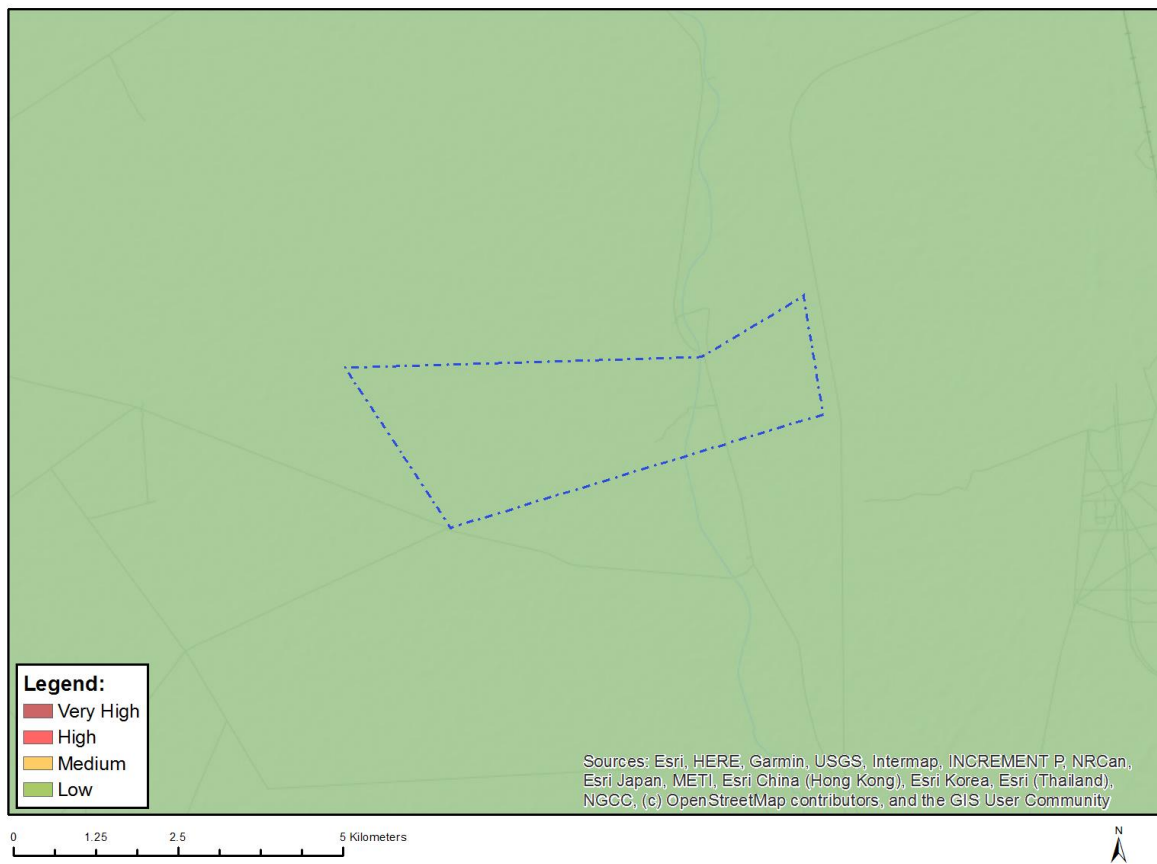 Legend:
Very High
High
Medium
Low
Sources: Esri, HERE, Garmin, USGS, Intermap, INCREMENT P, NRCan,
Esri Japan, METI, Esri China (Hong Kong), Esri Korea, Esri (Thailand),
NGCC, (c) OpenStreetMap contributors, and the GIS User Community
0 1.25 2.5 5 Kilometers
N